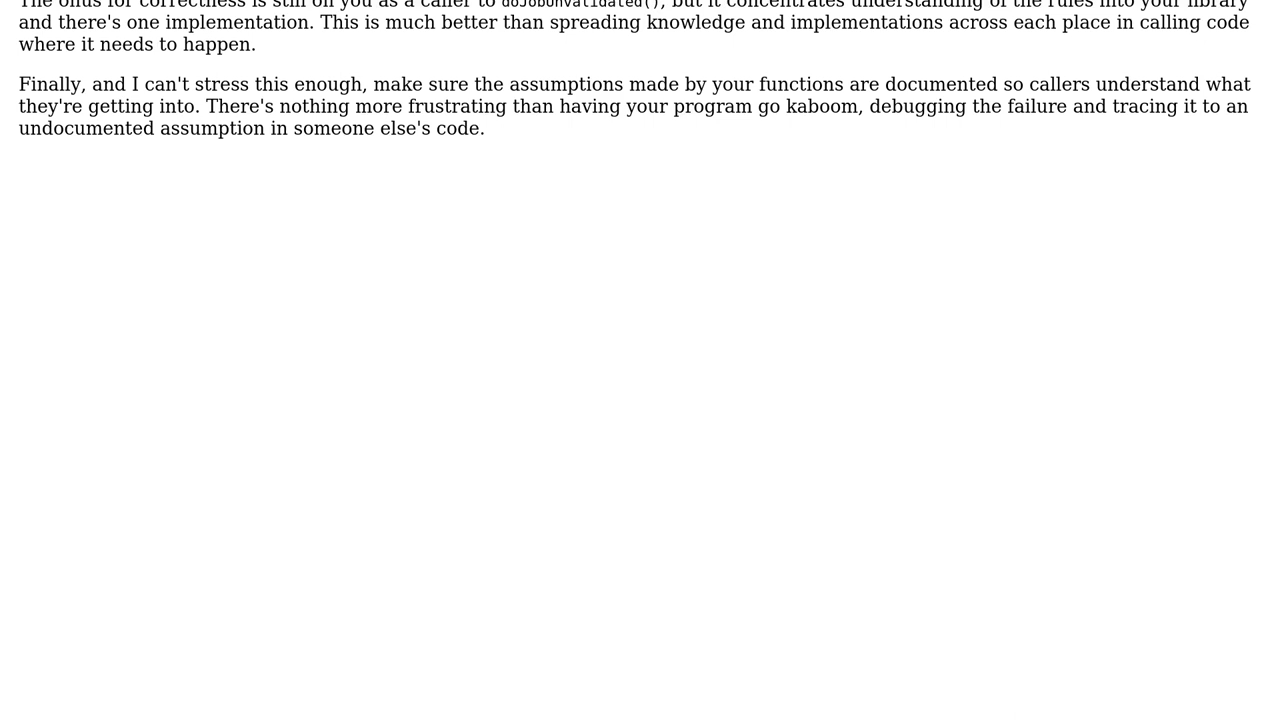 The onus for correctness is still on you as a caller to doJobUnvalidated(), but it concentrates understanding of the rules into your library
and there's one implementation. This is much better than spreading knowledge and implementations across each place in calling code
where it needs to happen.
Finally, and I can't stress this enough, make sure the assumptions made by your functions are documented so callers understand what
they're getting into. There's nothing more frustrating than having your program go kaboom, debugging the failure and tracing it to an
undocumented assumption in someone else's code.